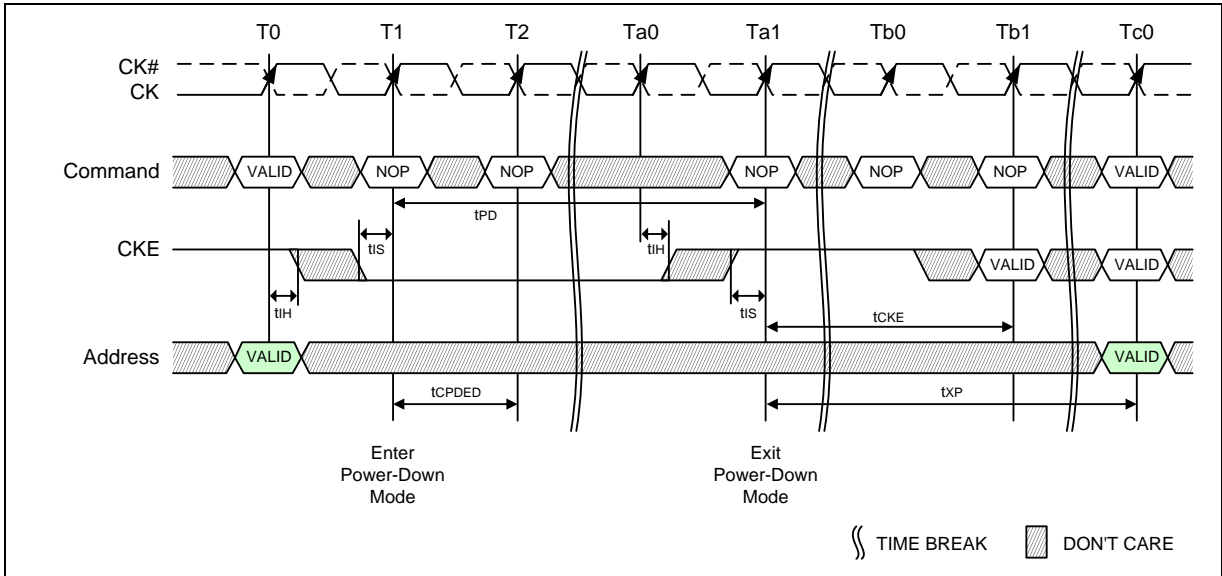 T0 T1 T2 Ta0 Ta1 Tb0 Tb1 Tc0
CK#
CK
Command VALID NOP NOP NOP NOP NOP VALID
tPD
tIS tIH
CKE VALID VALID
tIH tIS
tCKE
Address VALID VALID
tCPDED tXP
Enter
Power-Down
Mode
Exit
Power-Down
Mode
TIME BREAK DON'T CARE